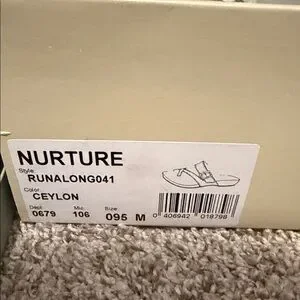 NURTURE
Style:
RUNALONG041
Color:
CEYLON
Dept: Mic: Size:
0679 106 095 M
0 406942 018798